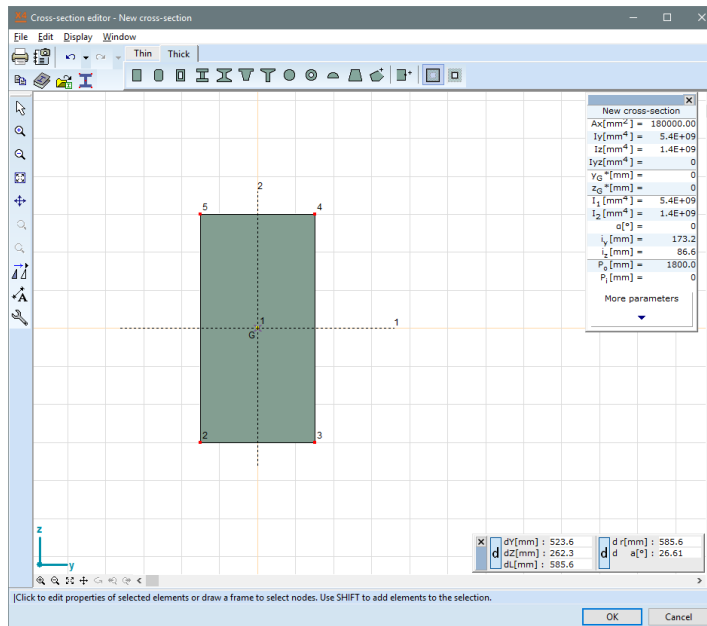 Cross-section editor - New cross-section
File Edit Display Window
Thin Thick
2
5 4
1
G
1
2 3
z
y
New cross-section
Ax[mm2] = 180000.00
Iy[mm4] = 5.4E+09
Iz[mm4] = 1.4E+09
Iyz[mm4] = 0
yG*[mm] = 0
zG*[mm] = 0
I1[mm4] = 5.4E+09
I2[mm4] = 1.4E+09
α[°] = 0
iy[mm] = 173.2
iz[mm] = 86.6
Po[mm] = 1800.0
Pi[mm] = 0
More parameters
d
dY[mm] : 523.6
dZ[mm] : 262.3
dL[mm] : 585.6
d
d r[mm] : 585.6
d a[°] : 26.61
Click to edit properties of selected elements or draw a frame to select nodes. Use SHIFT to add elements to the selection.
OK Cancel